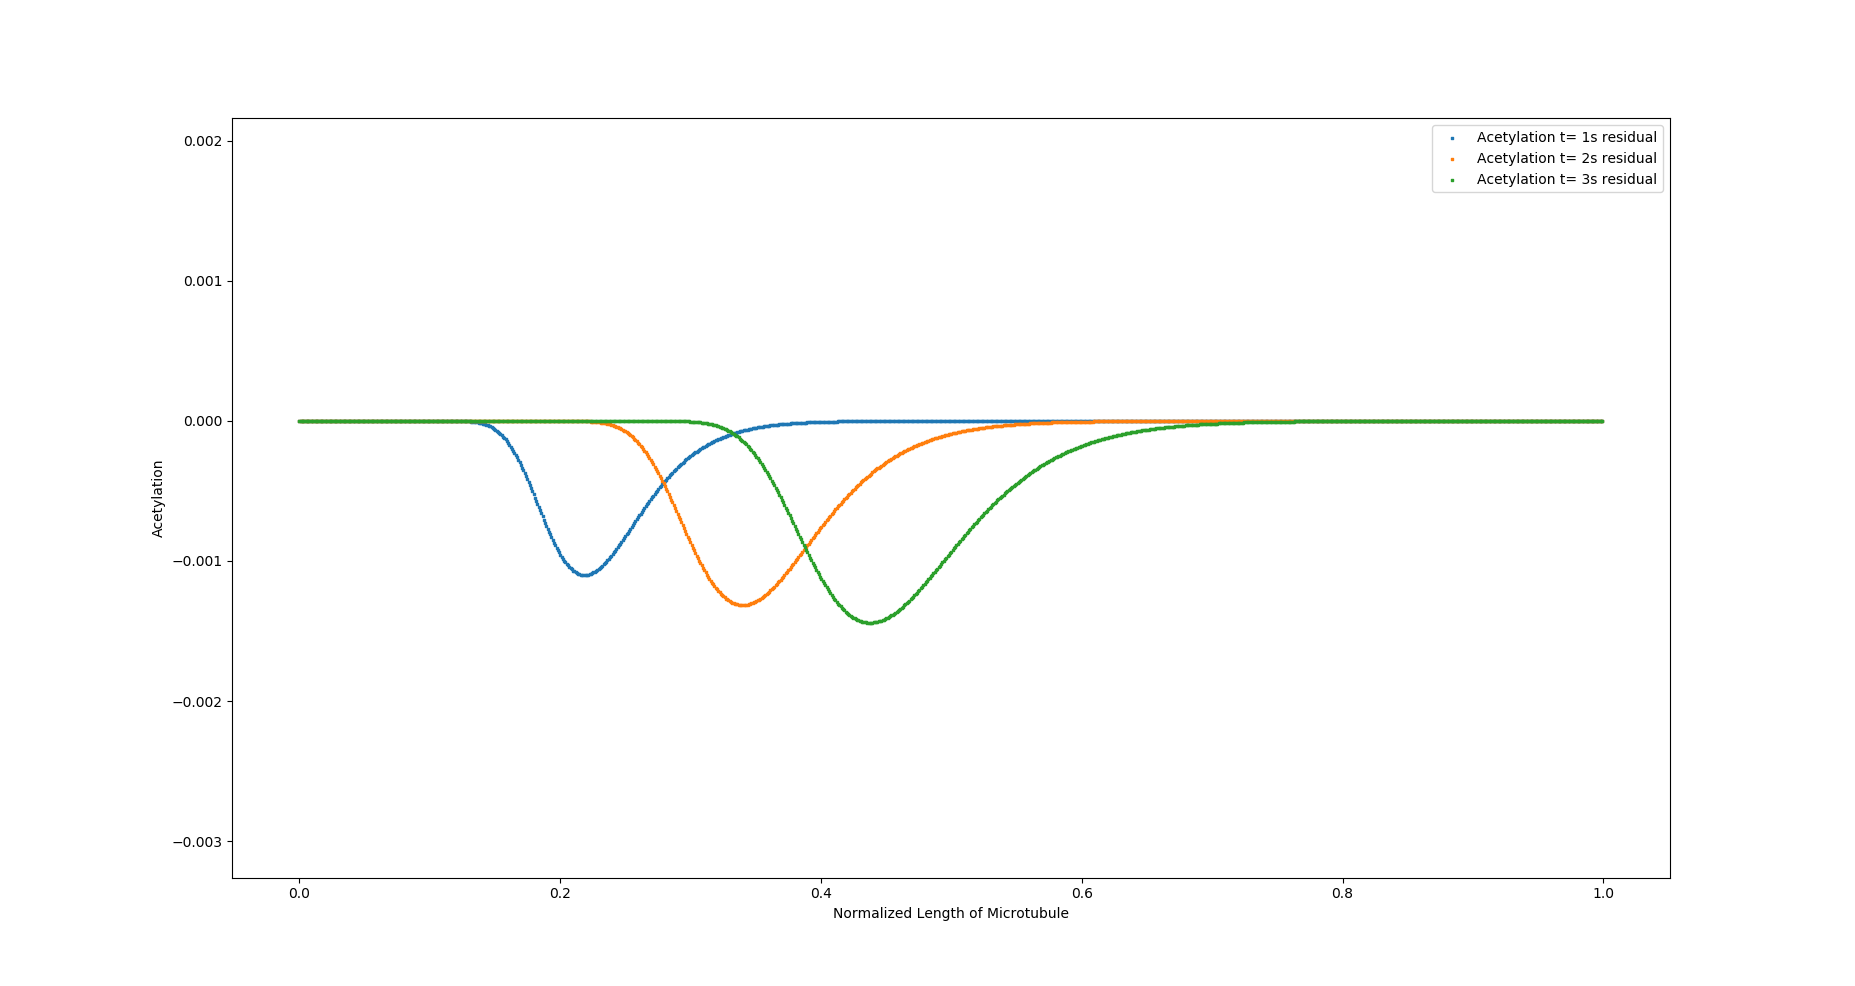 Acetylation t= 1s residual
Acetylation t= 2s residual
Acetylation t= 3s residual
0.002
0.001
0.000
−0.001
−0.002
−0.003
Acetylation
0.0 0.2 0.4 0.6 0.8 1.0
Normalized Length of Microtubule